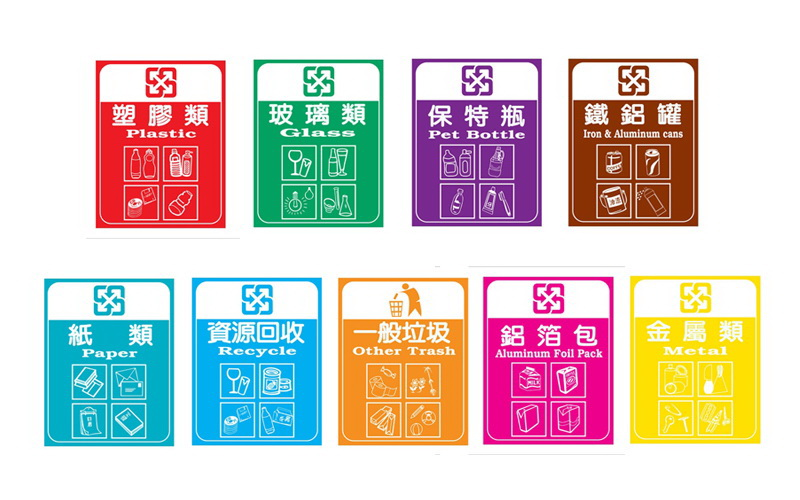 塑膠類
Plastic
玻璃類
Glass
保特瓶
Pet Bottle
鐵鋁罐
Iron & Aluminum cans
紙類
Paper
資源回收
Recycle
一般垃圾
Other Trash
鋁箔包
Aluminum Foil Pack
金屬類
Metal